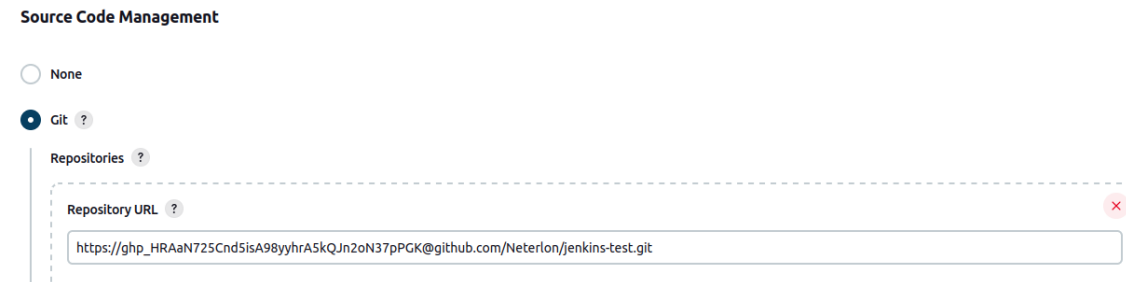 Source Code Management
None
Git ?
Repositories ?
Repository URL ?
https://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@github.com/Neterlon/jenkins-test.git